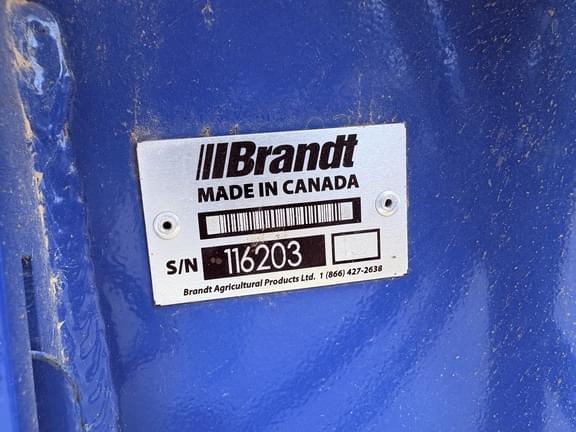 Brandt
MADE IN CANADA
S/N 116203
Brandt Agricultural Products Ltd. 1 (866) 427-2638